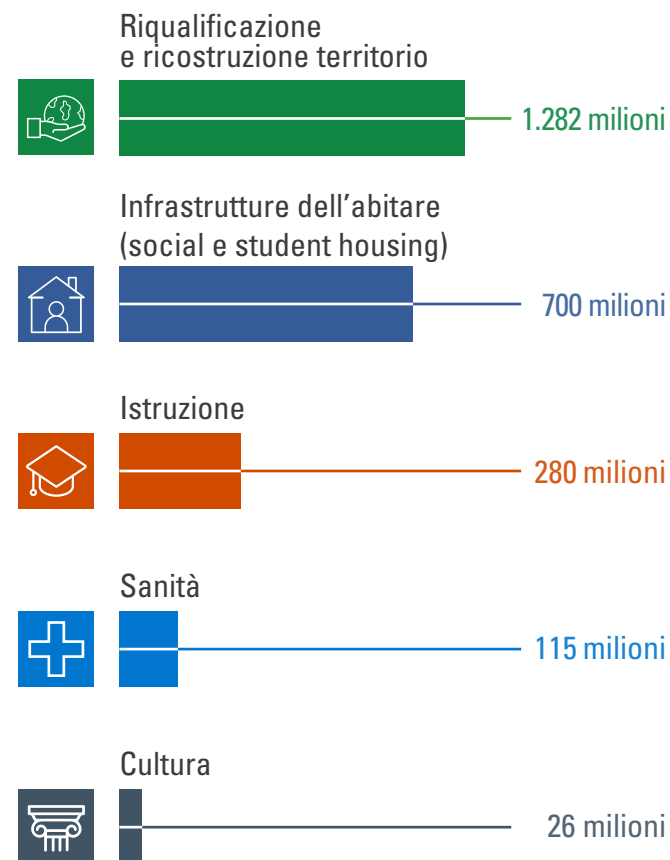 Riqualificazione
e ricostruzione territorio
1.282 milioni
Infrastrutture dell'abitare
(social e student housing)
700 milioni
Istruzione
280 milioni
Sanità
115 milioni
Cultura
26 milioni